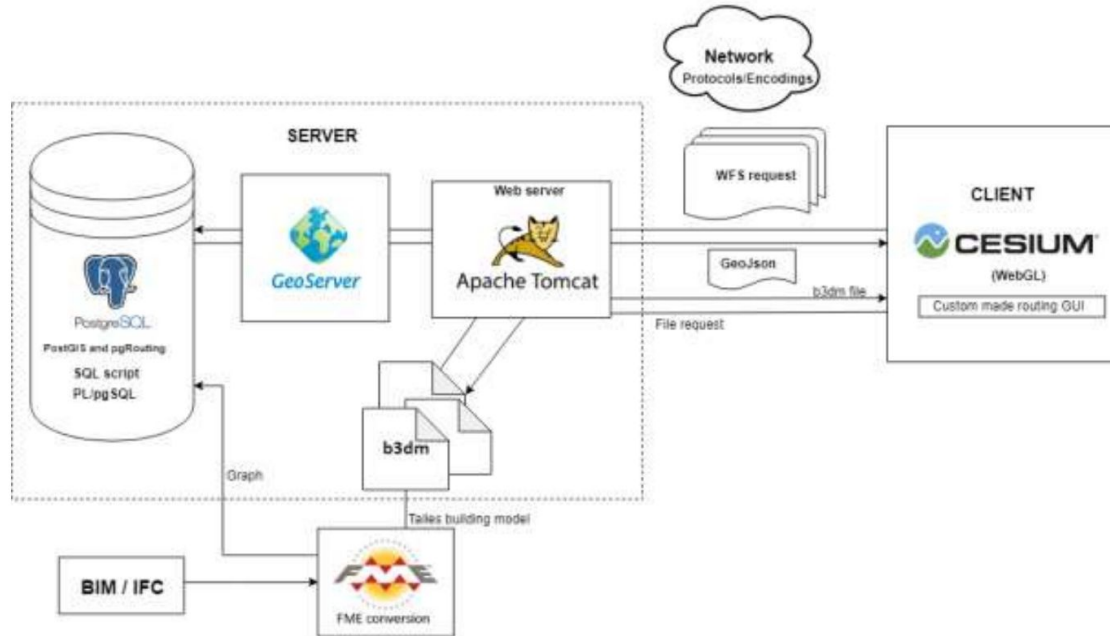 Network
Protocols/Encodings
SERVER
WFS request
Web server
CLIENT
GeoServer
Apache Tomcat
CESIUM®
(WebGL)
GeoJson
PostgreSQL
b3dm file
Custom made routing GUI
PostGIS and pgRouting
File request
SQL script
PL/pgSQL
b3dm
Graph
Tailes building model
BIM / IFC
FME
FME conversion